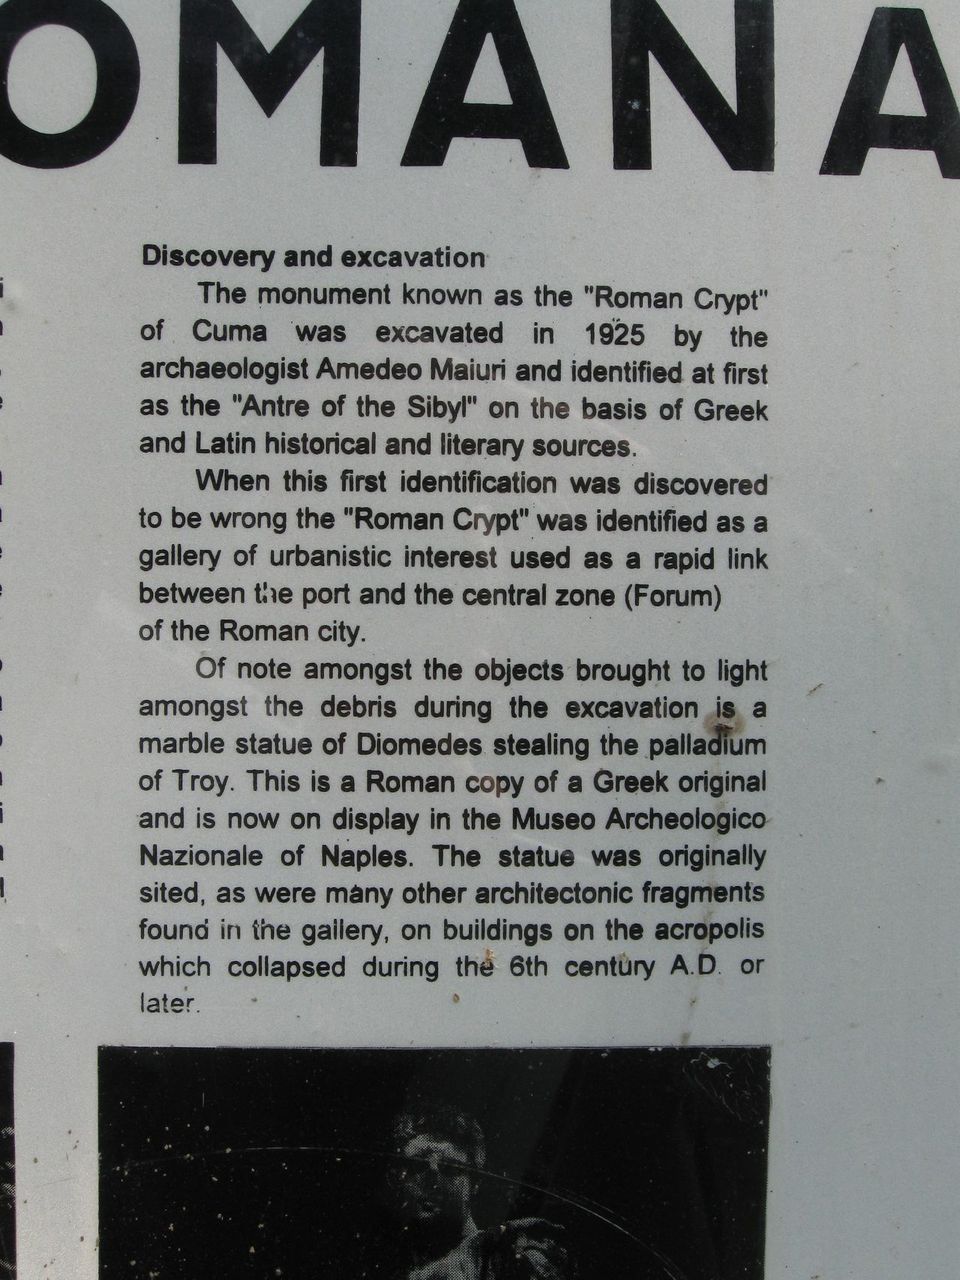 OMANA
Discovery and excavation
The monument known as the "Roman Crypt"
of Cuma was excavated in 1925 by the
archaeologist Amedeo Maiuri and identified at first
as the "Antre of the Sibyl" on the basis of Greek
and Latin historical and literary sources.
When this first identification was discovered
to be wrong the "Roman Crypt" was identified as a
gallery of urbanistic interest used as a rapid link
between the port and the central zone (Forum)
of the Roman city.
Of note amongst the objects brought to light
amongst the debris during the excavation is a
marble statue of Diomedes stealing the palladium
of Troy. This is a Roman copy of a Greek original
and is now on display in the Museo Archeologico
Nazionale of Naples. The statue was originally
sited, as were many other architectonic fragments
found in the gallery, on buildings on the acropolis
which collapsed during the 6th century A.D. or
later.